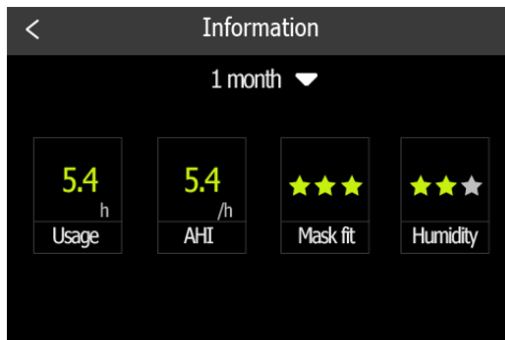 <
Information
1 month
5.4
h
Usage
5.4
/h
AHI
Mask fit
Humidity